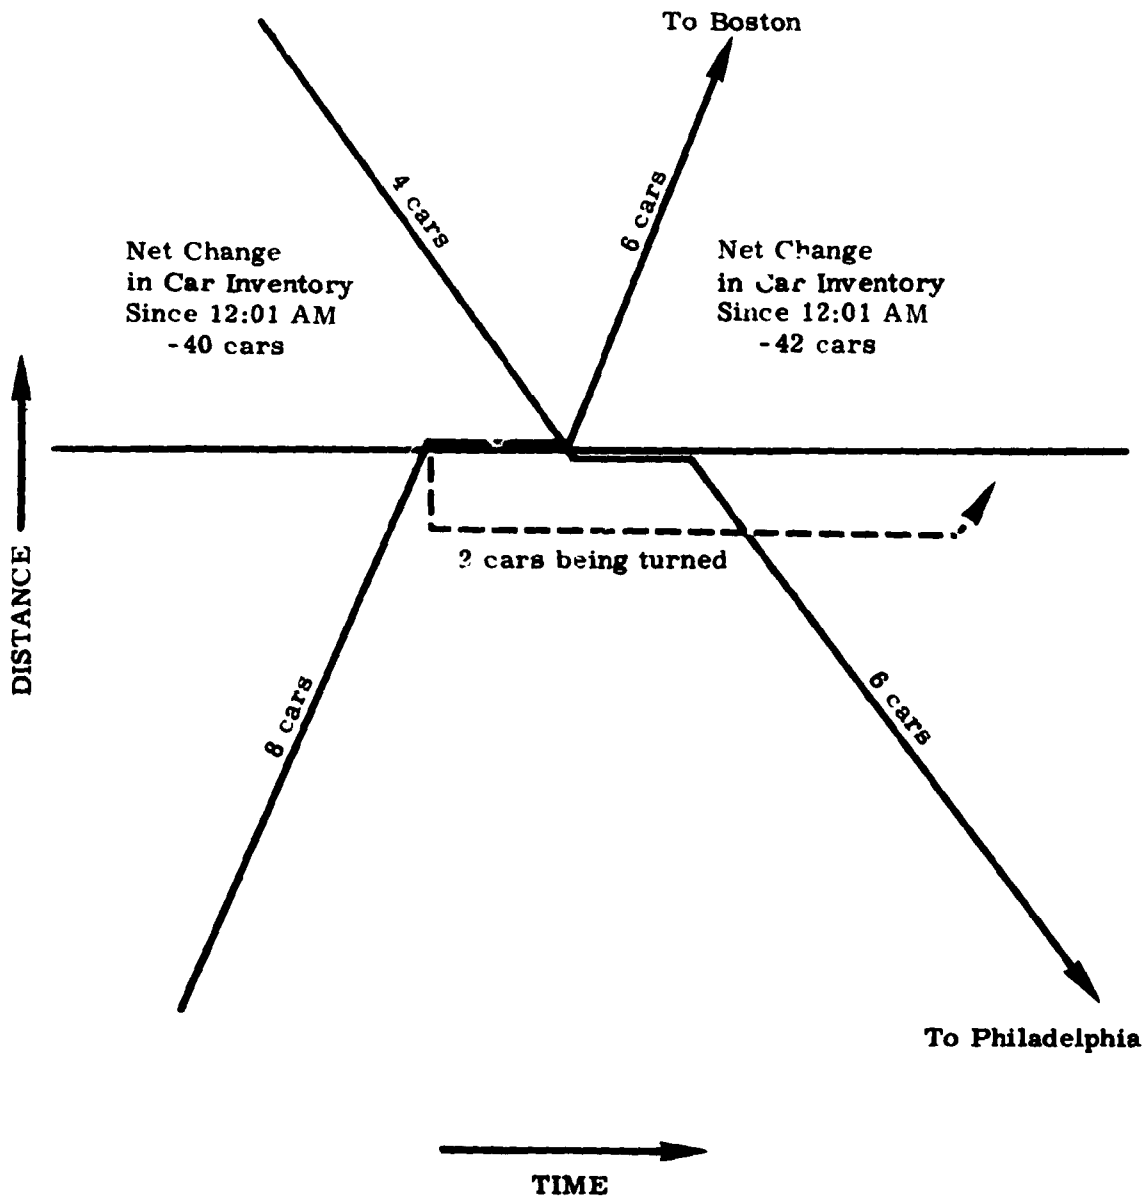 To Boston
4 cars
6 cars
Net Change
in Car Inventory
Since 12:01 AM
-40 cars
Net Change
in Car Inventory
Since 12:01 AM
-42 cars
DISTANCE
cars being turned
8 cars
6 cars
To Philadelphia
TIME